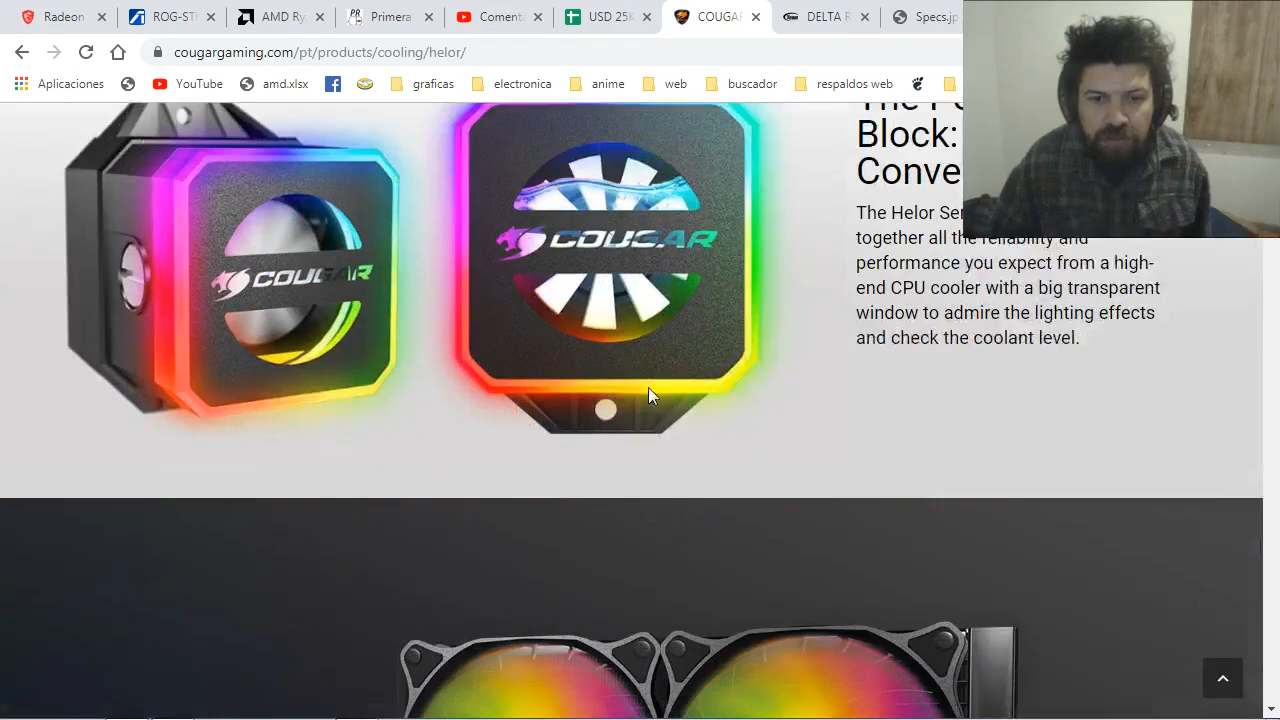 Radeon
ROG-ST
AMD Ry
Primera
Coment
USD 25K
COUGA
DELTA R
Specs.jp
cougargaming.com/pt/products/cooling/helor/
Aplicaciones
YouTube
amd.xlsx
graficas
electronica
anime
web
buscador
respaldos web
COUGAR
COUGAR
Block:
Conve
The Helor Se
together all the reliability and
performance you expect from a high-
end CPU cooler with a big transparent
window to admire the lighting effects
and check the coolant level.